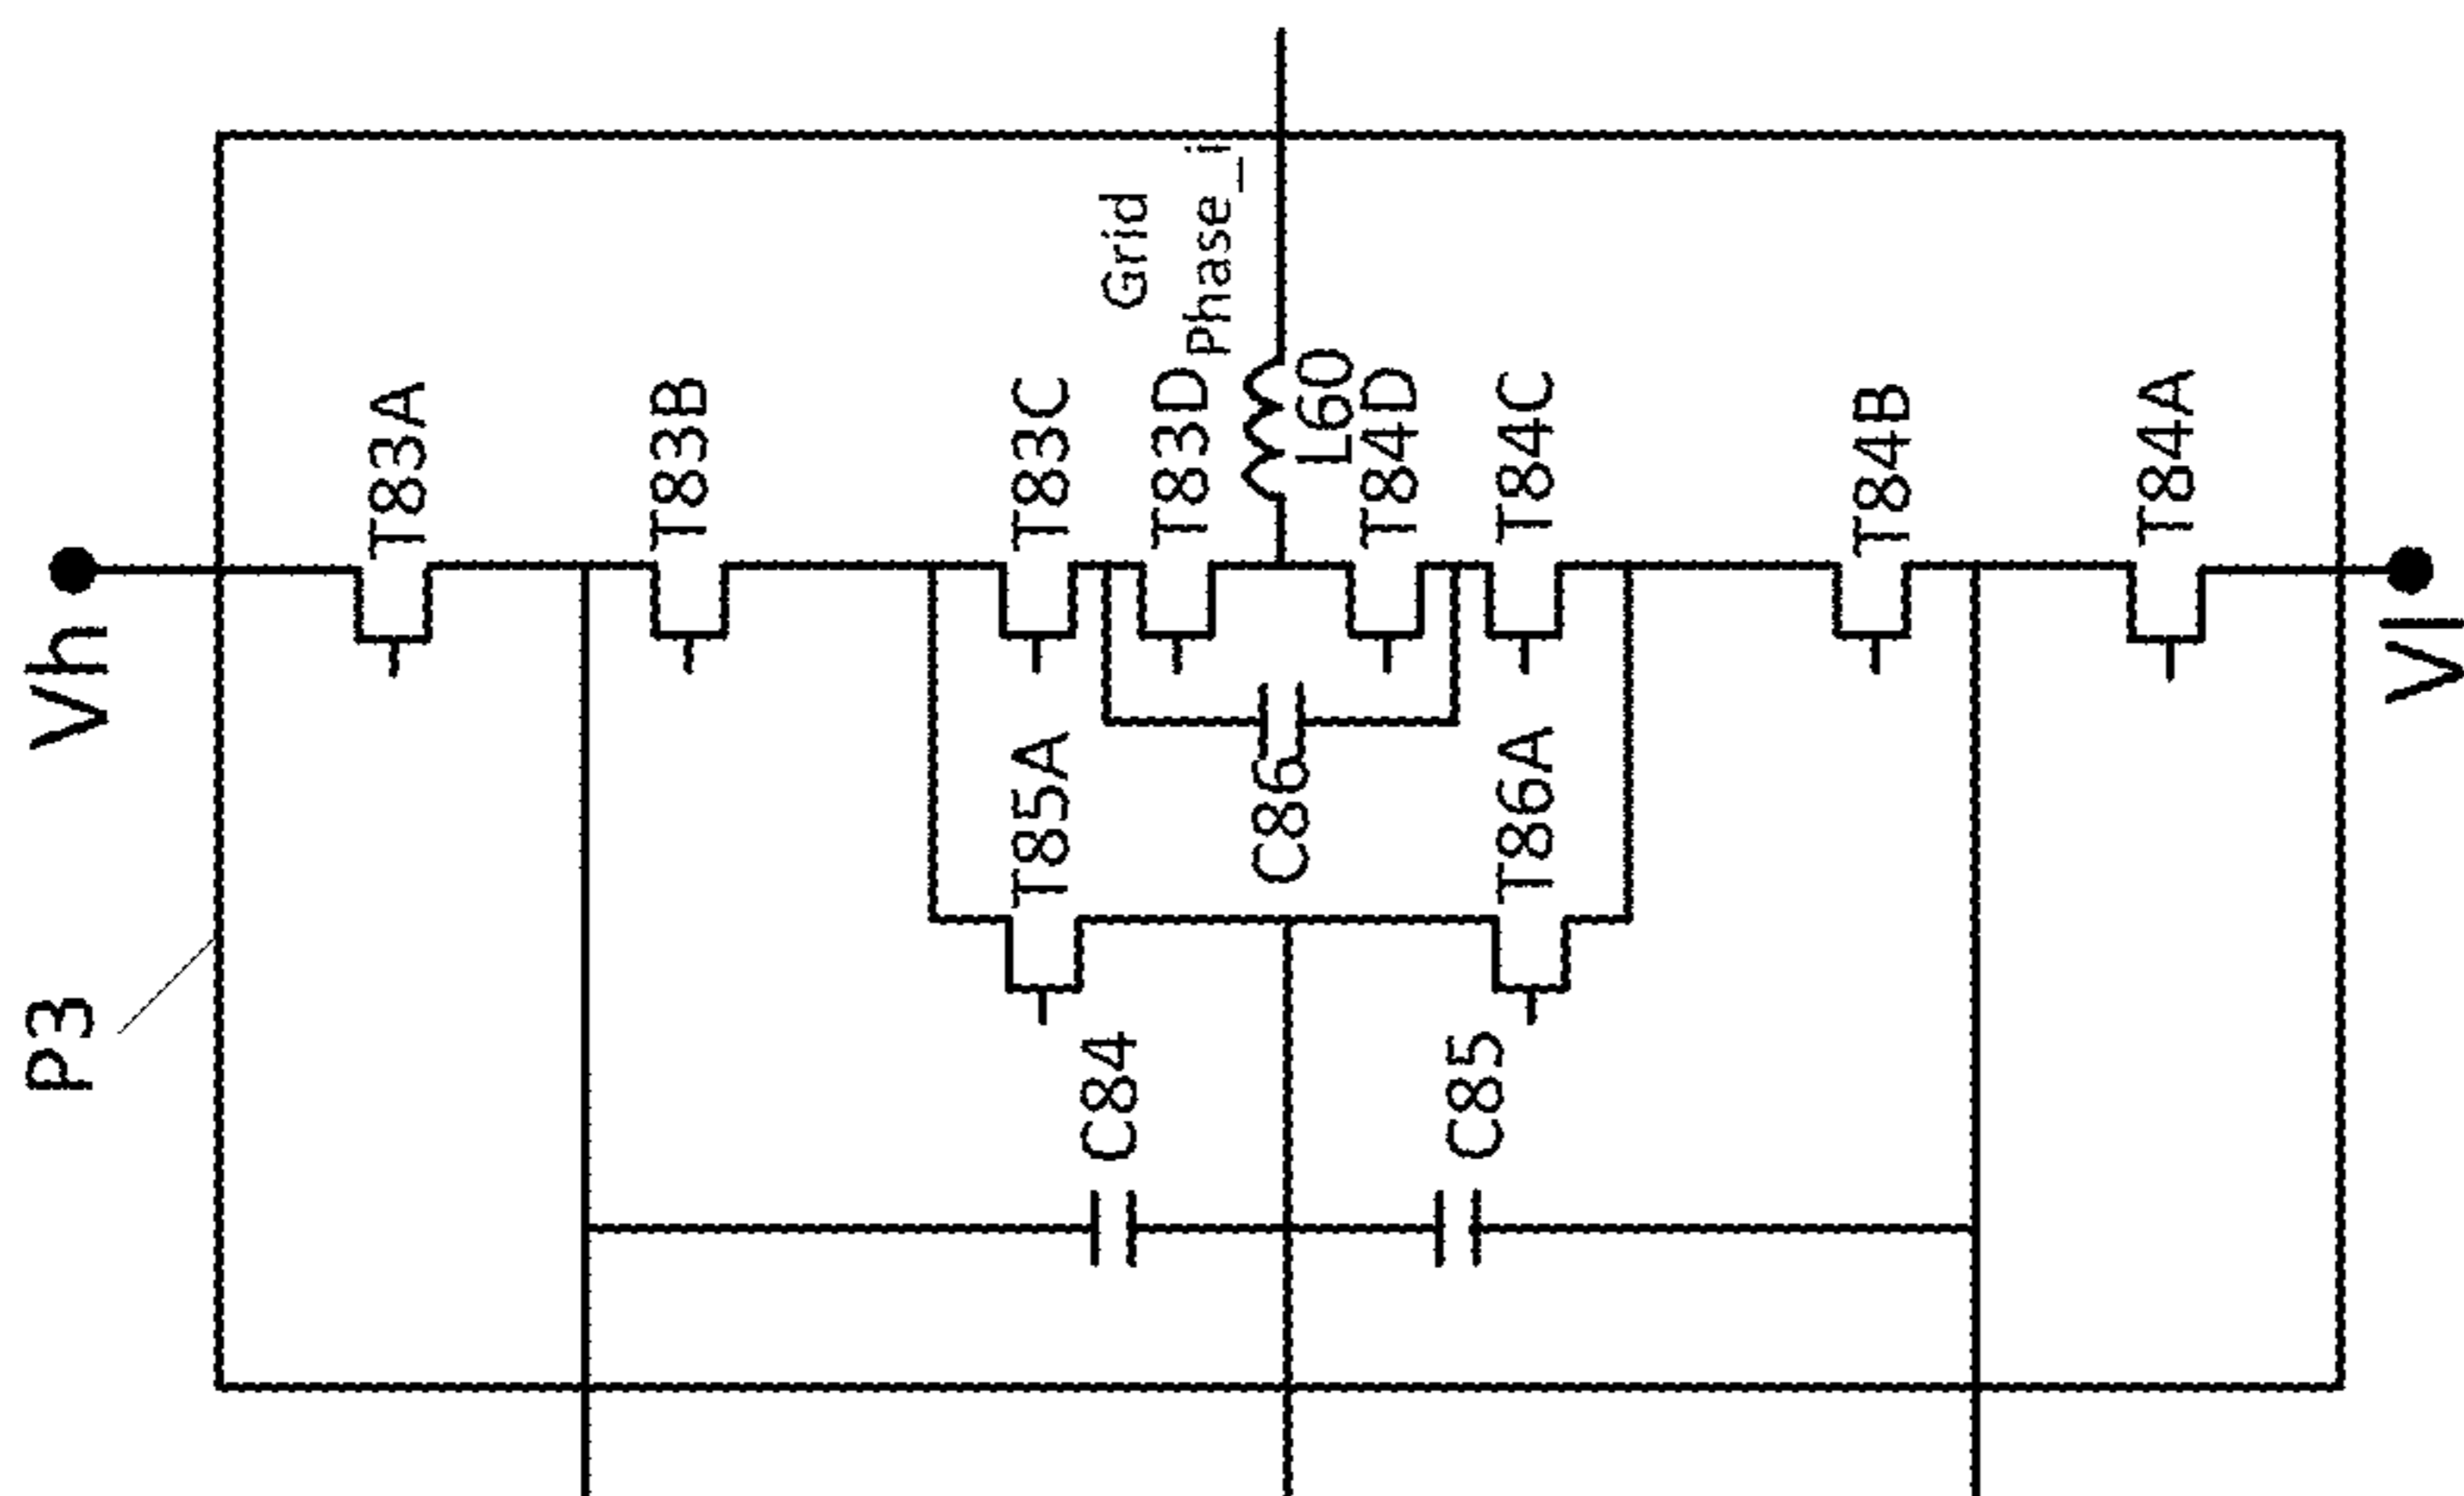 Vh
P3
T83A
T83B
T83C
T83D
Grid
Phase_i
L60
T84D
T84C
T84B
T84A
T85A
C86
T86A
C84
C85
Vl